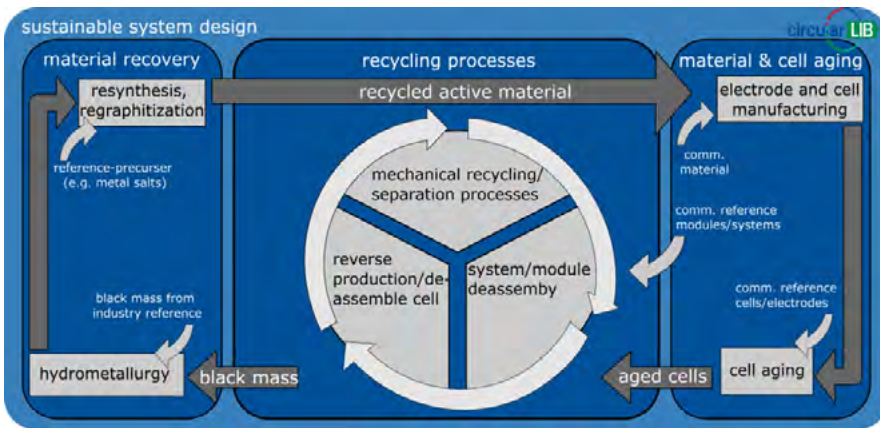 sustainable system design
circular LIB
material recovery
resynthesis,
regraphitization
reference-precurser
(e.g. metal salts)
black mass from
industry reference
hydrometallurgy
recycling processes
recycled active material
mechanical recycling/
separation processes
reverse
production/de-
assemble cell
system/module
deassemby
black mass
aged cells
material & cell aging
electrode and cell
manufacturing
comm.
material
comm. reference
modules/systems
comm. reference
cells/electrodes
cell aging